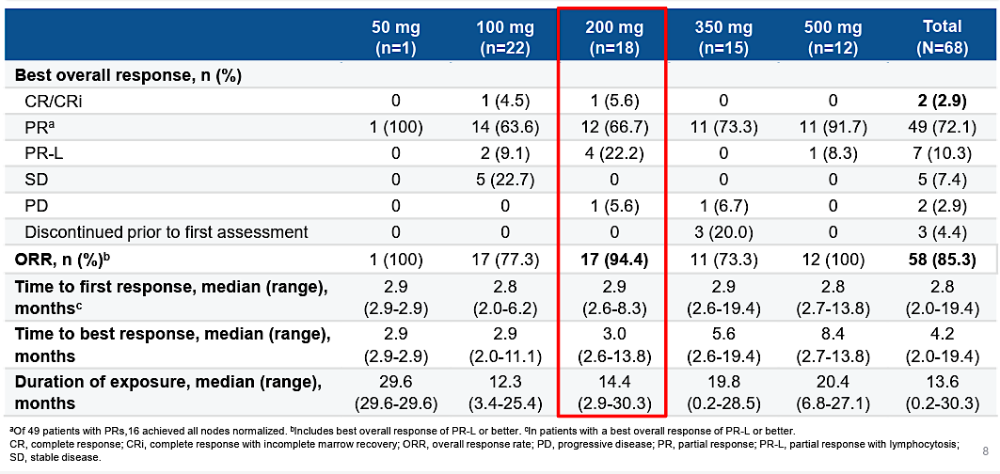 50 mg (n=1) 100 mg (n=22) 200 mg (n=18) 350 mg (n=15) 500 mg (n=12) Total (N=68)
Best overall response, n (%)
CR/CRi 0 1 (4.5) 1 (5.6) 0 0 2 (2.9)
PRᵃ 1 (100) 14 (63.6) 12 (66.7) 11 (73.3) 11 (91.7) 49 (72.1)
PR-L 0 2 (9.1) 4 (22.2) 0 1 (8.3) 7 (10.3)
SD 0 5 (22.7) 0 0 0 5 (7.4)
PD 0 0 1 (5.6) 1 (6.7) 0 2 (2.9)
Discontinued prior to first assessment 0 0 0 3 (20.0) 0 3 (4.4)
ORR, n (%)ᵇ 1 (100) 17 (77.3) 17 (94.4) 11 (73.3) 12 (100) 58 (85.3)
Time to first response, median (range), 2.9 2.8 2.9 2.9 2.8 2.8
monthsᶜ (2.9-2.9) (2.0-6.2) (2.6-8.3) (2.6-19.4) (2.7-13.8) (2.0-19.4)
Time to best response, median (range), 2.9 2.9 3.0 5.6 8.4 4.2
months (2.9-2.9) (2.0-11.1) (2.6-13.8) (2.6-19.4) (2.7-13.8) (2.0-19.4)
Duration of exposure, median (range), 29.6 12.3 14.4 19.8 20.4 13.6
months (29.6-29.6) (3.4-25.4) (2.9-30.3) (0.2-28.5) (6.8-27.1) (0.2-30.3)
ᵃOf 49 patients with PRs,16 achieved all nodes normalized. ᵇIncludes best overall response of PR-L or better. ᶜIn patients with a best overall response of PR-L or better.
CR, complete response; CRi, complete response with incomplete marrow recovery; ORR, overall response rate; PD, progressive disease; PR, partial response; PR-L, partial response with lymphocytosis;
SD, stable disease.
8